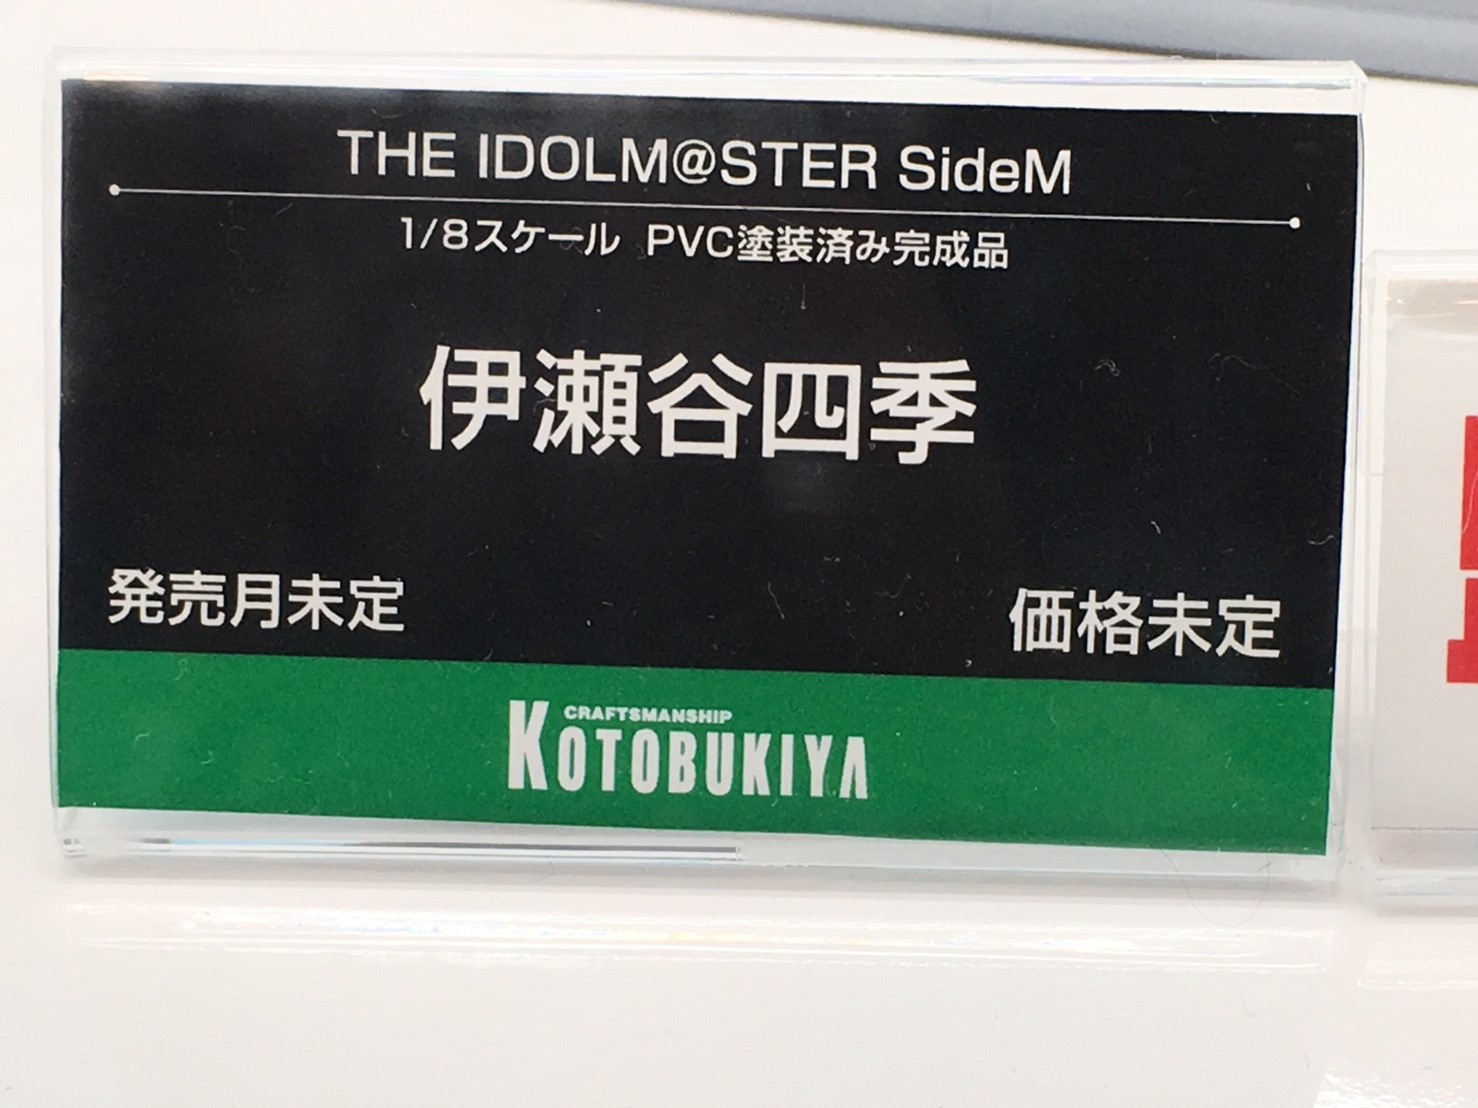 THE IDOLM@STER SideM
1/8スケール PVC塗装済み完成品
伊瀬谷四季
発売月未定
価格未定
CRAFTSMANSHIP
KOTOBUKIYA